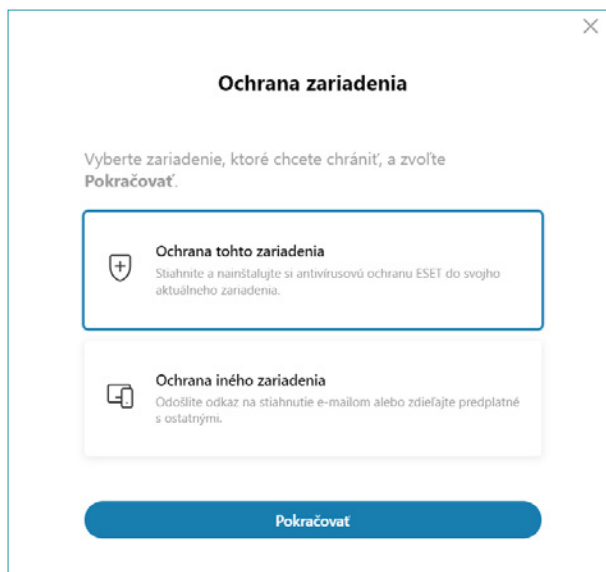 Ochrana zariadenia
Vyberte zariadenie, ktoré chcete chrániť, a zvoľte
Pokračovať.
Ochrana tohto zariadenia
Stiahnite a nainštalujte si antivírusovú ochranu ESET do svojho
aktuálneho zariadenia.
Ochrana iného zariadenia
Odošlite odkaz na stiahnutie e-mailom alebo zdieľajte predplatné
s ostatnými.
Pokračovať